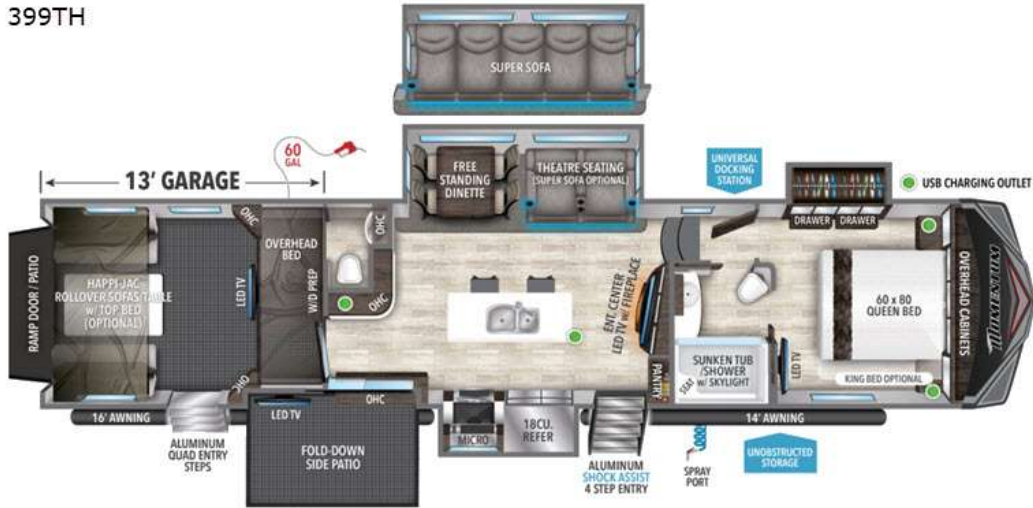 399TH
SUPER SOFA
60
GAL
13' GARAGE
FREE
STANDING
DINETTE
THEATRE SEATING
(SUPER SOFA OPTIONAL)
UNIVERSAL
DOCKING
STATION
USB CHARGING OUTLET
DRAWER
DRAWER
RAMP DOOR / PATIO
HAPPI-JAC
ROLLOVER SOFAS/TABLE
w/ TOP BED
(OPTIONAL)
OHC
OVERHEAD
BED
LED TV
W/D PREP
OHC
OHC
OHC
ENT. CENTER
LED TV w/ FIREPLACE
60 x 80
QUEEN BED
OVERHEAD CABINETS
MOMENTUM
SUNKEN TUB
/SHOWER
w/ SKYLIGHT
SEAT
LED TV
KING BED OPTIONAL
PANTRY
16' AWNING
ALUMINUM
QUAD ENTRY
STEPS
LED TV
OHC
FOLD-DOWN
SIDE PATIO
MICRO
18CU.
REFER
ALUMINUM
SHOCK ASSIST
4 STEP ENTRY
14' AWNING
SPRAY
PORT
UNOBSTRUCTED
STORAGE